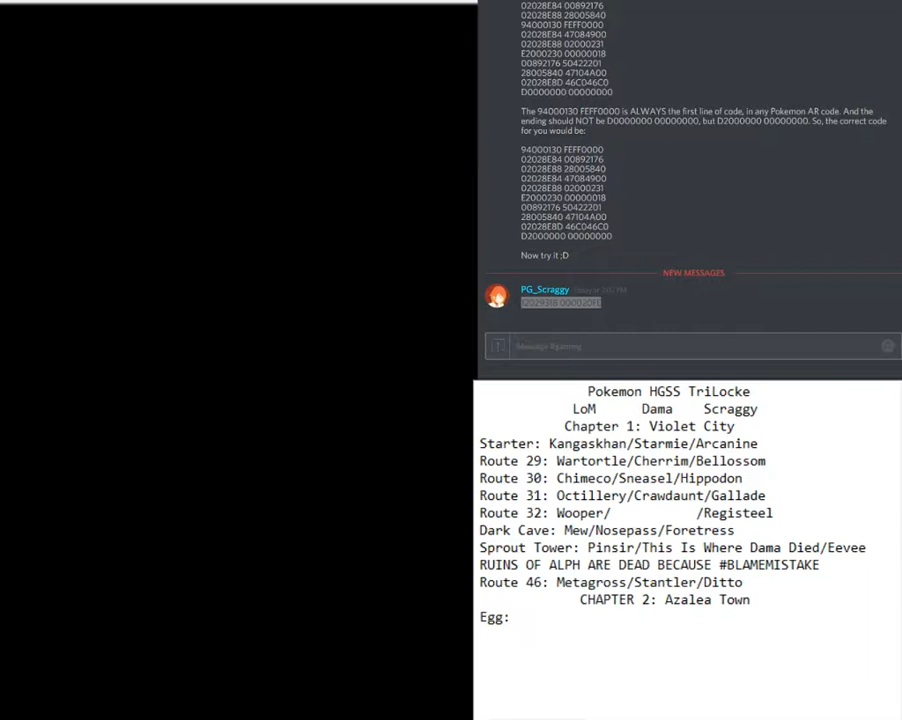 02028E84 00892176
02028E88 28005840
94000130 FEFF0000
02028E84 47084900
02028E88 02000231
E2000230 00000018
00892176 50422201
28005840 47104A00
02028E8D 46C046C0
D0000000 00000000
The 94000130 FEFF0000 is ALWAYS the first line of code, in any Pokemon AR code. And the
ending should NOT be D0000000 00000000, but D2000000 00000000. So, the correct code
for you would be:
94000130 FEFF0000
02028E84 00892176
02028E88 28005840
02028E84 47084900
02028E88 02000231
E2000230 00000018
00892176 50422201
28005840 47104A00
02028E8D 46C046C0
D2000000 00000000
Now try it ;D
NEW MESSAGES
PG_Scraggy
Pokemon HGSS TriLocke
LoM Dama Scraggy
Chapter 1: Violet City
Starter: Kangaskhan/Starmie/Arcanine
Route 29: Wartortle/Cherrim/Bellossom
Route 30: Chimeco/Sneasel/Hippodon
Route 31: Octillery/Crawdaunt/Gallade
Route 32: Wooper/ /Registeel
Dark Cave: Mew/Nosepass/Foretress
Sprout Tower: Pinsir/This Is Where Dama Died/Eevee
RUINS OF ALPH ARE DEAD BECAUSE #BLAMEMISTAKE
Route 46: Metagross/Stantler/Ditto
CHAPTER 2: Azalea Town
Egg: